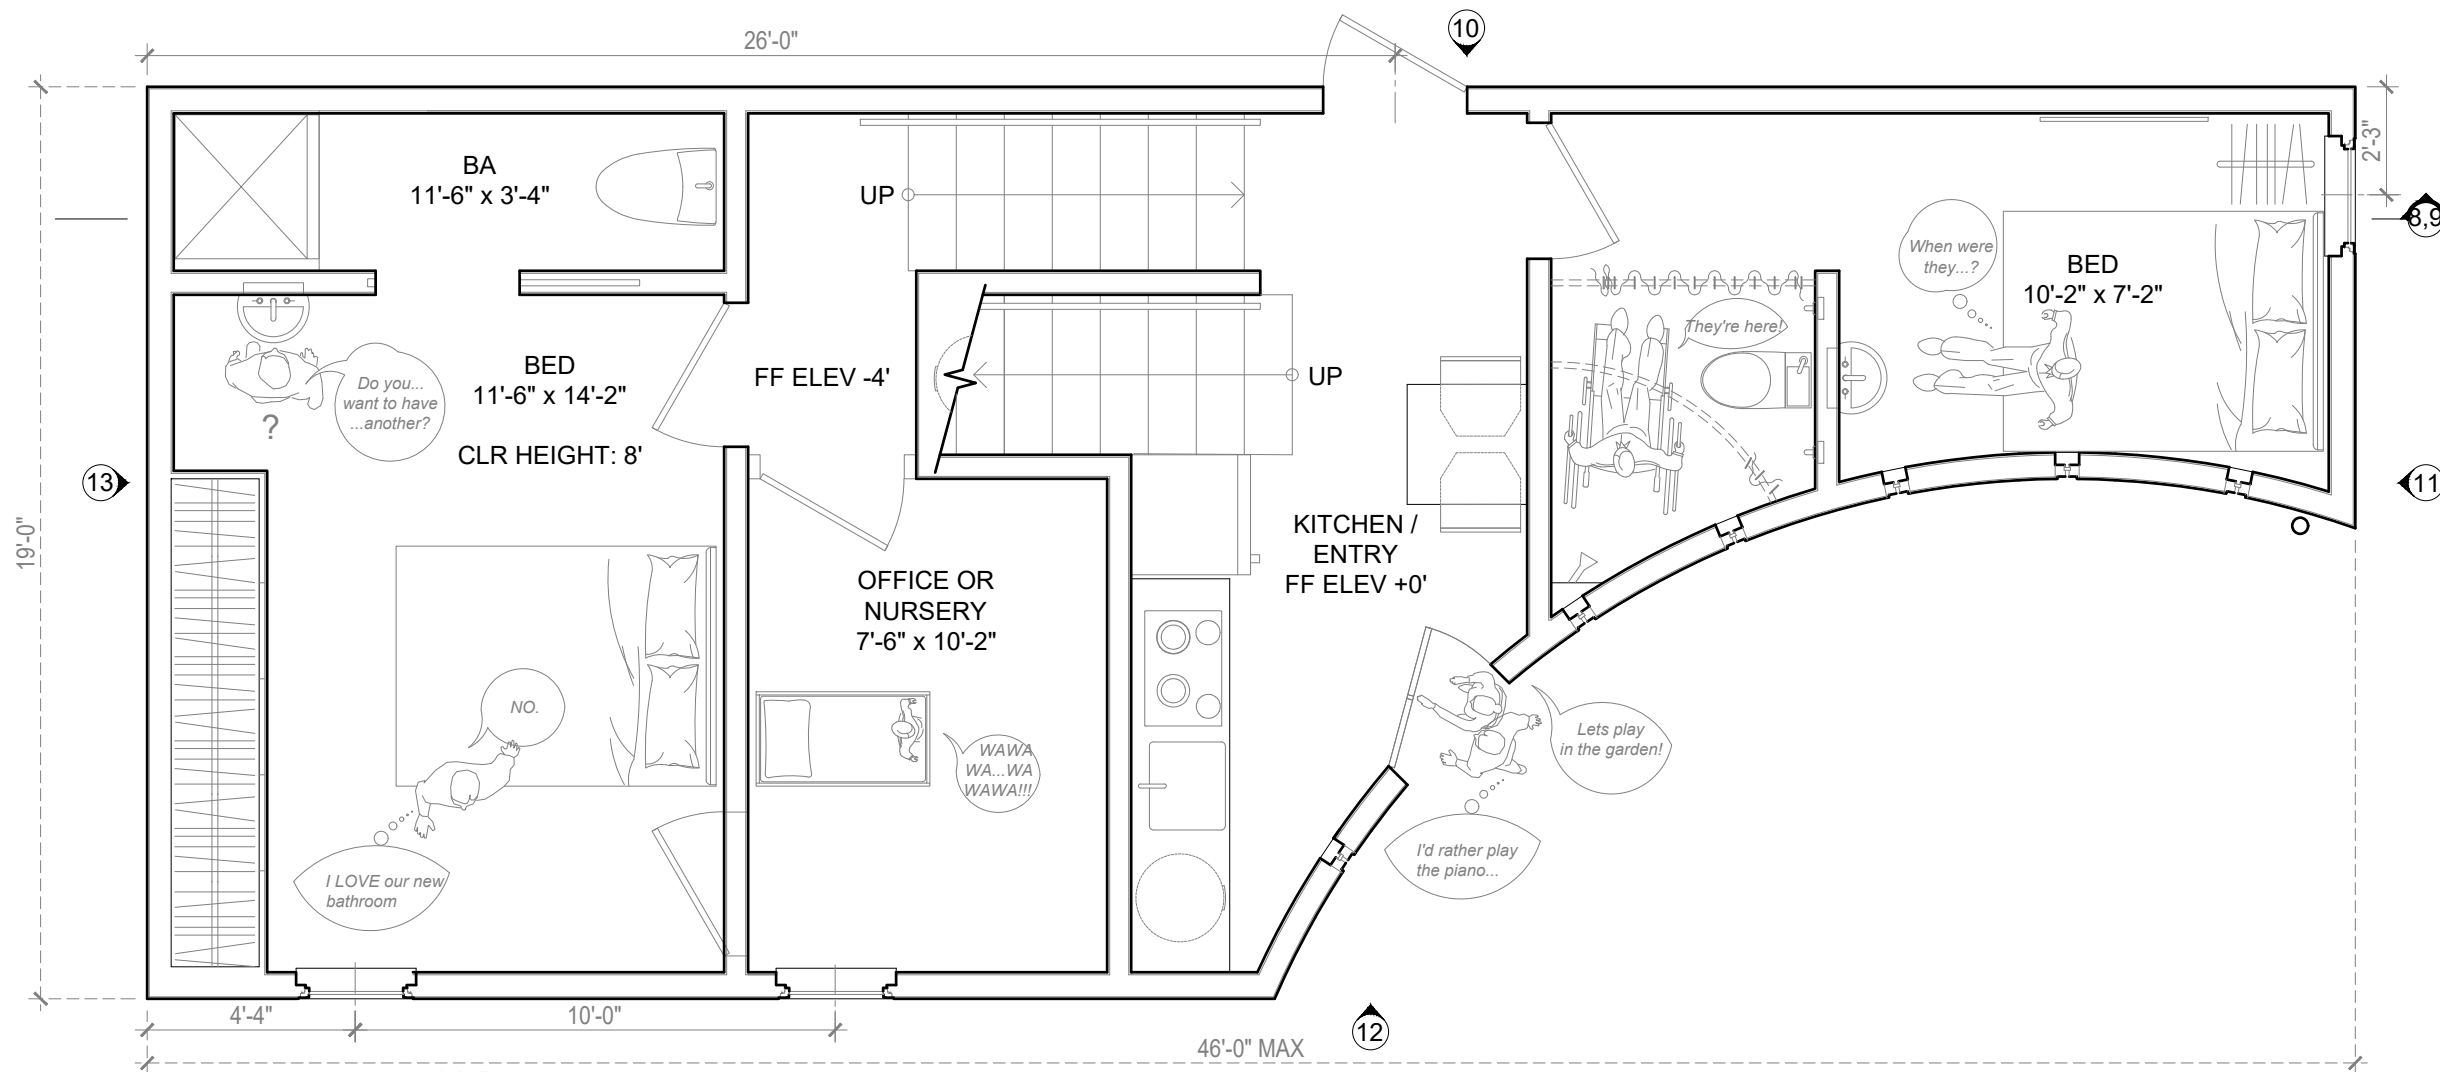 26'-0"
10
BA
11'-6" x 3'-4"
UP
2'-3"
8,9
When were
they...?
BED
10'-2" x 7'-2"
They're here!
BED
11'-6" x 14'-2"
CLR HEIGHT: 8'
FF ELEV -4'
UP
Do you...
want to have
...another?
?
13
11
19'-0"
KITCHEN /
ENTRY
FF ELEV +0'
OFFICE OR
NURSERY
7'-6" x 10'-2"
NO.
WAWA
WA...WA
WAWA!!!
Lets play
in the garden!
I'd rather play
the piano...
I LOVE our new
bathroom
4'-4"
10'-0"
12
46'-0" MAX